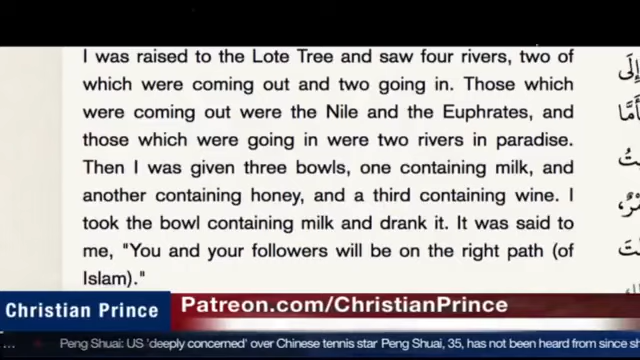 I was raised to the Lote Tree and saw four rivers, two of
which were coming out and two going in. Those which
were coming out were the Nile and the Euphrates, and
those which were going in were two rivers in paradise.
Then I was given three bowls, one containing milk, and
another containing honey, and a third containing wine. I
took the bowl containing milk and drank it. It was said to
me, "You and your followers will be on the right path (of
Islam)."
إِلَى
Christian Prince
Patreon.com/ChristianPrince
... Peng Shuai: US 'deeply concerned' over Chinese tennis star Peng Shuai, 35, has not been heard from since si